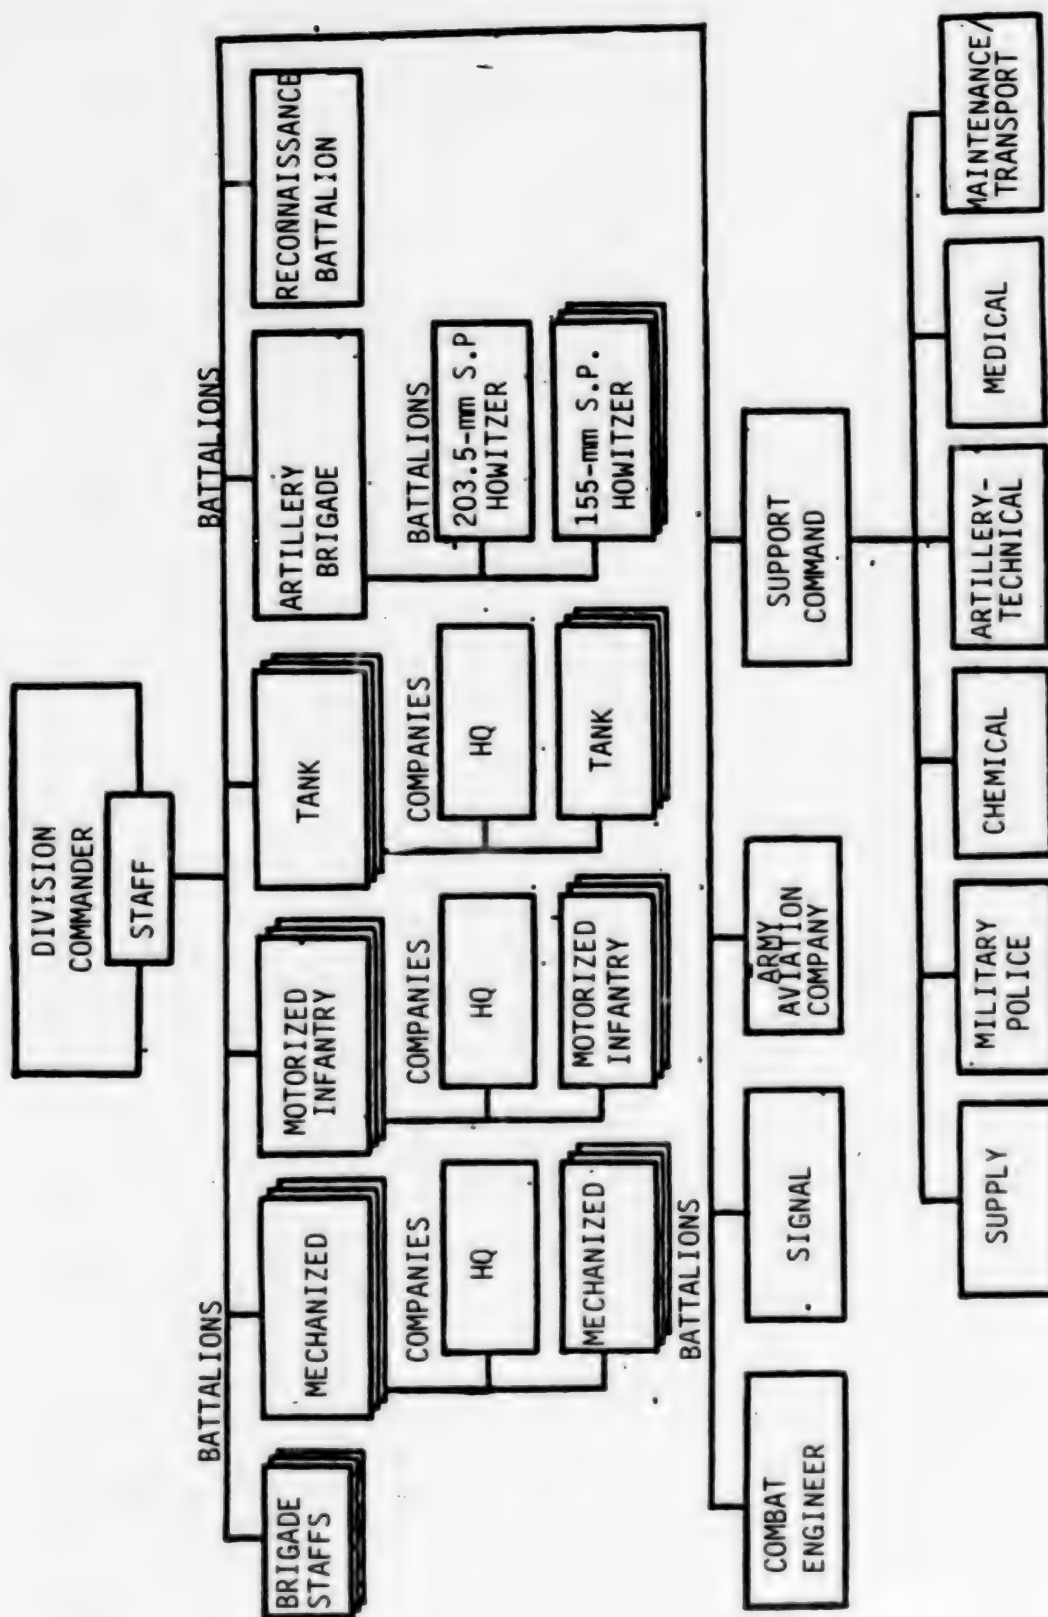 DIVISION
COMMANDER
STAFF
BATTALIONS
BATTALIONS
BRIGADE
STAFFS
MECHANIZED
MOTORIZED
INFANTRY
TANK
ARTILLERY
BRIGADE
RECONNAISSANCE
BATTALION
COMPANIES
HQ
MECHANIZED
COMPANIES
HQ
MOTORIZED
INFANTRY
COMPANIES
HQ
TANK
BATTALIONS
203.5-mm S.P
HOWITZER
155-mm S.P.
HOWITZER
BATTALIONS
COMBAT
ENGINEER
SIGNAL
ARMY
AVIATION
COMPANY
SUPPORT
COMMAND
SUPPLY
MILITARY
POLICE
CHEMICAL
ARTILLERY-
TECHNICAL
MEDICAL
MAINTENANCE/
TRANSPORT